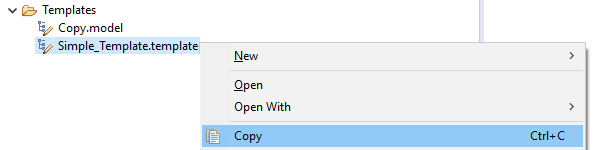 Templates
Copy.model
Simple_Template.template
New
Open
Open With
Copy Ctrl+C